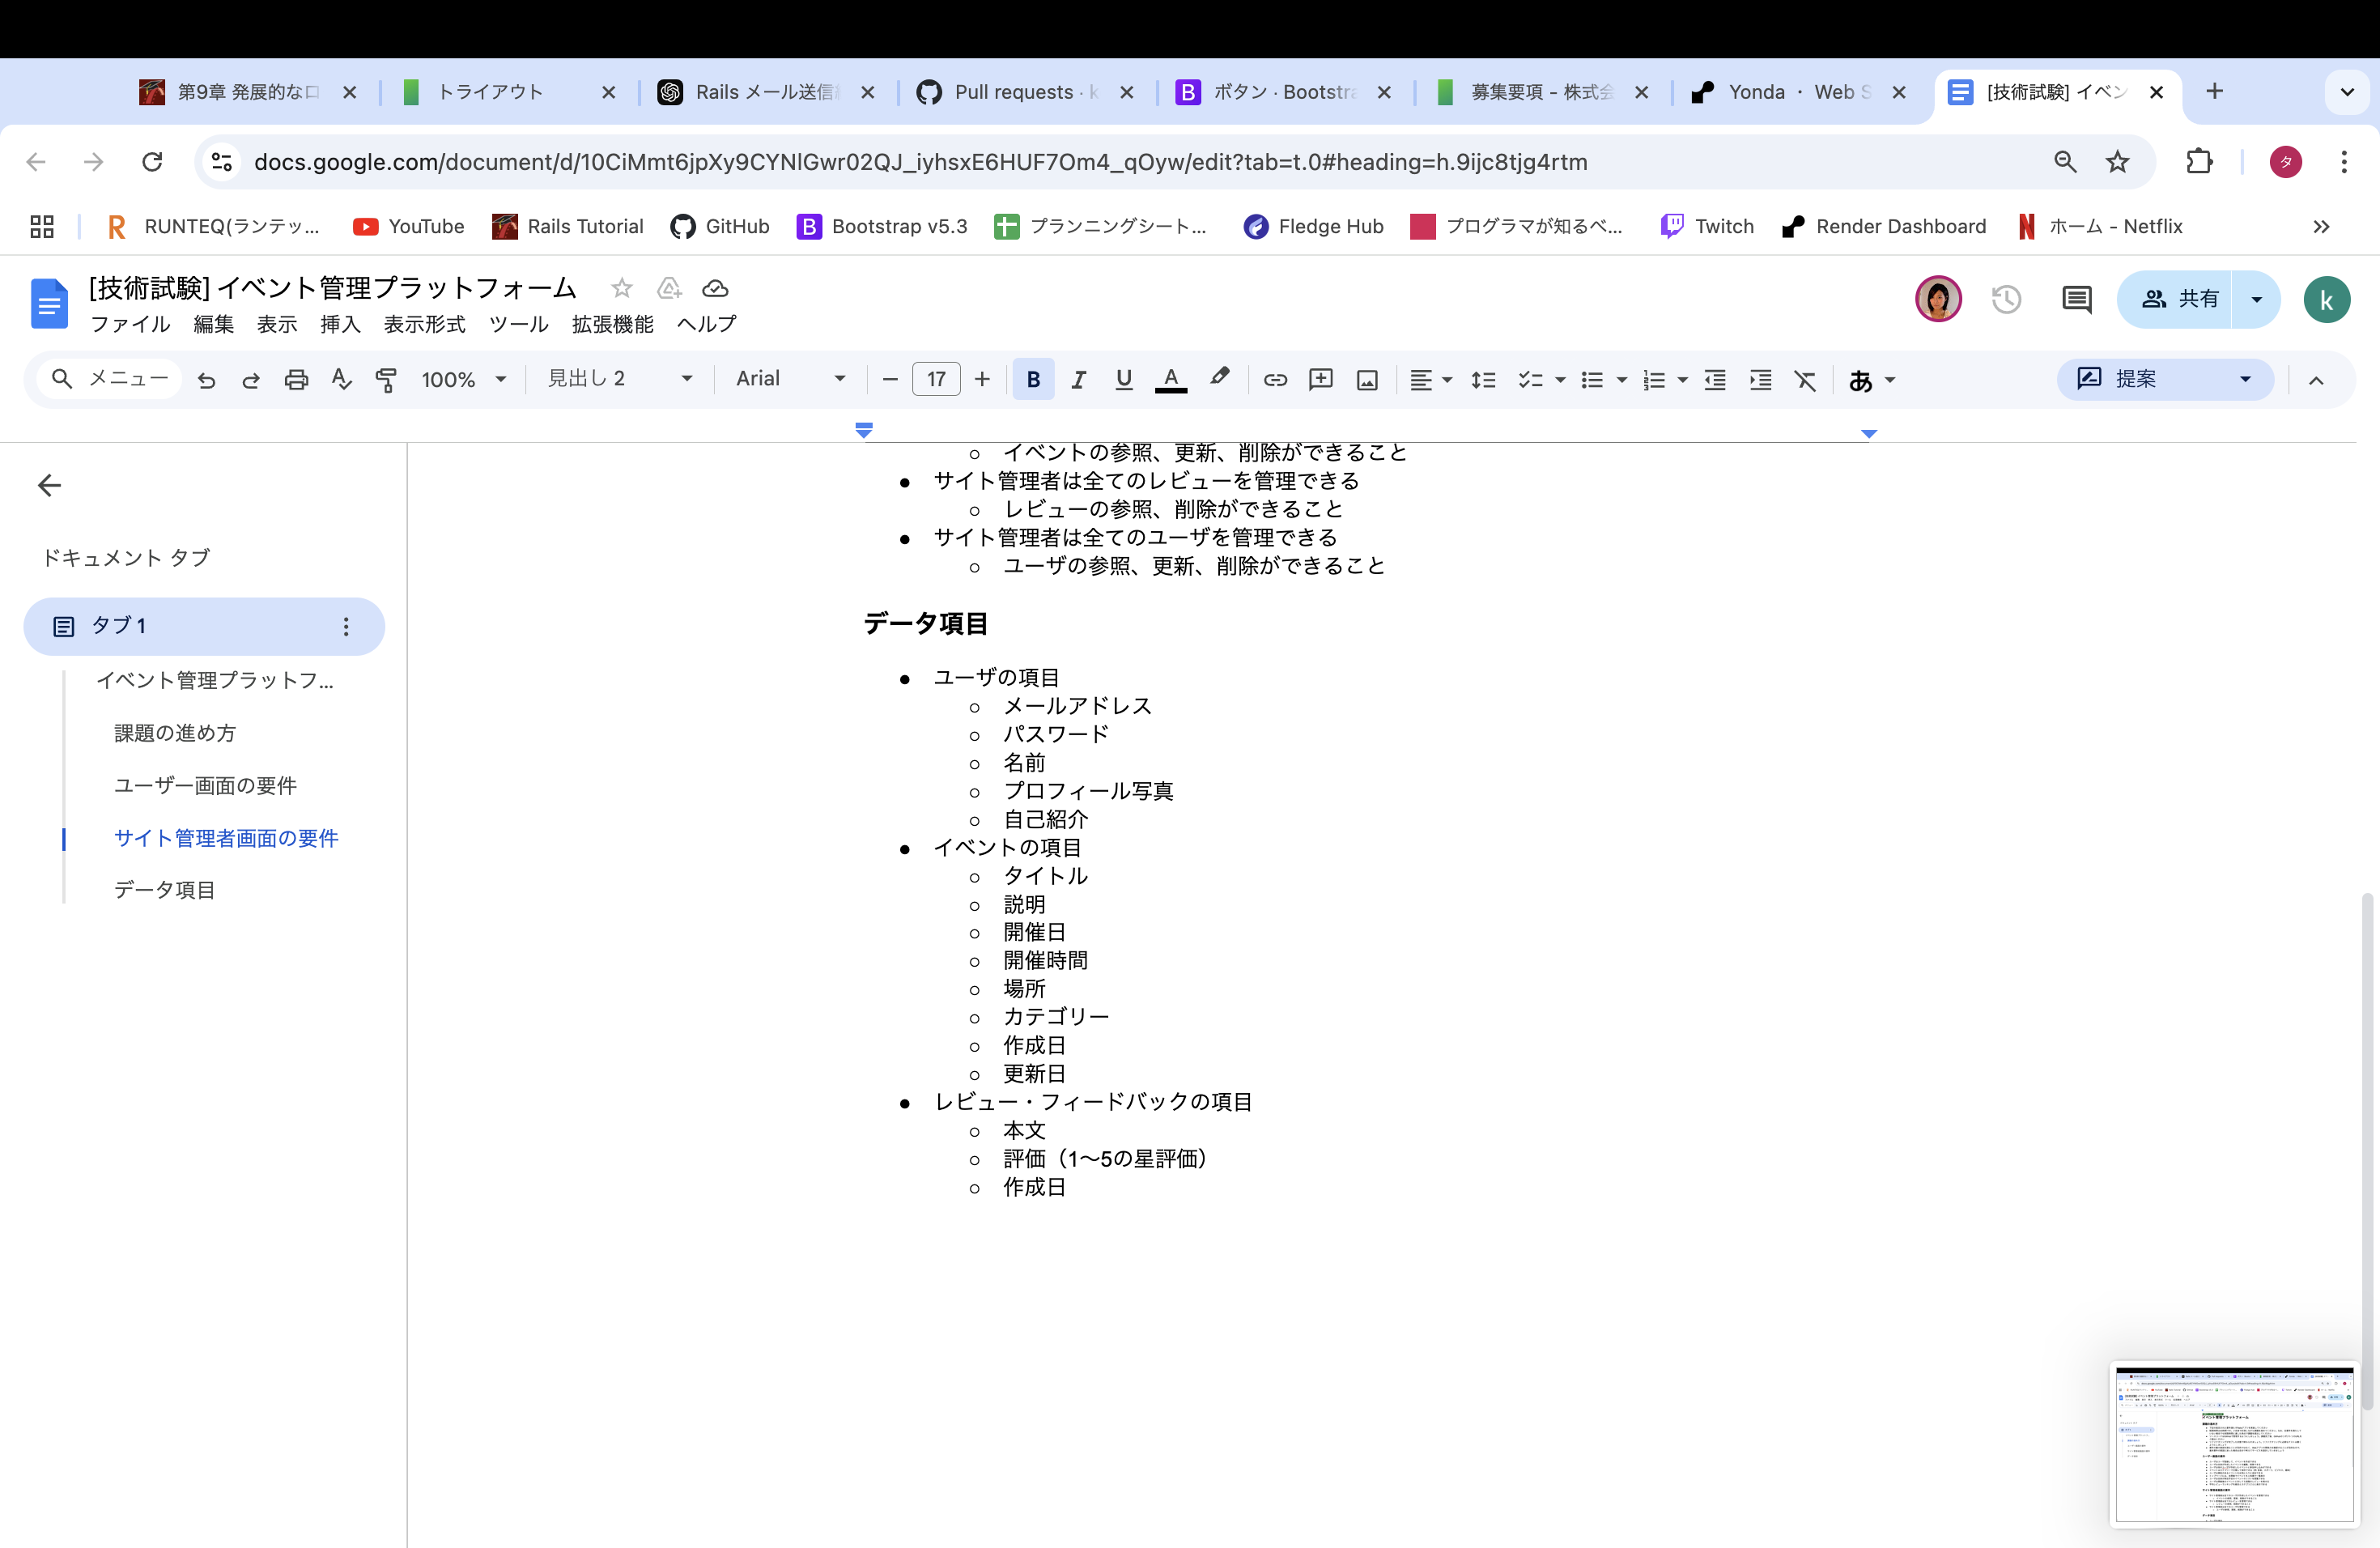 第9章 発展的なロ
トライアウト
Rails メール送信
Pull requests · k
ボタン · Bootstra
募集要項 - 株式会
Yonda ・ Web S
[技術試験] イベン
docs.google.com/document/d/10CiMmt6jpXy9CYNlGwr02QJ_iyhsxE6HUF7Om4_qOyw/edit?tab=t.0#heading=h.9ijc8tjg4rtm
タ
RUNTEQ(ランテッ...
YouTube
Rails Tutorial
GitHub
Bootstrap v5.3
プランニングシート...
Fledge Hub
プログラマが知るべ...
Twitch
Render Dashboard
ホーム - Netflix
[技術試験] イベント管理プラットフォーム
ファイル 編集 表示 挿入 表示形式 ツール 拡張機能 ヘルプ
共有
k
メニュー
100%
見出し 2
Arial
17
B I U A
あ
提案
ドキュメント タブ
タブ 1
イベント管理プラットフ...
課題の進め方
ユーザー画面の要件
サイト管理者画面の要件
データ項目
イベントの参照、更新、削除ができること
サイト管理者は全てのレビューを管理できる
レビューの参照、削除ができること
サイト管理者は全てのユーザを管理できる
ユーザの参照、更新、削除ができること
データ項目
ユーザの項目
メールアドレス
パスワード
名前
プロフィール写真
自己紹介
イベントの項目
タイトル
説明
開催日
開催時間
場所
カテゴリー
作成日
更新日
レビュー・フィードバックの項目
本文
評価（1〜5の星評価）
作成日